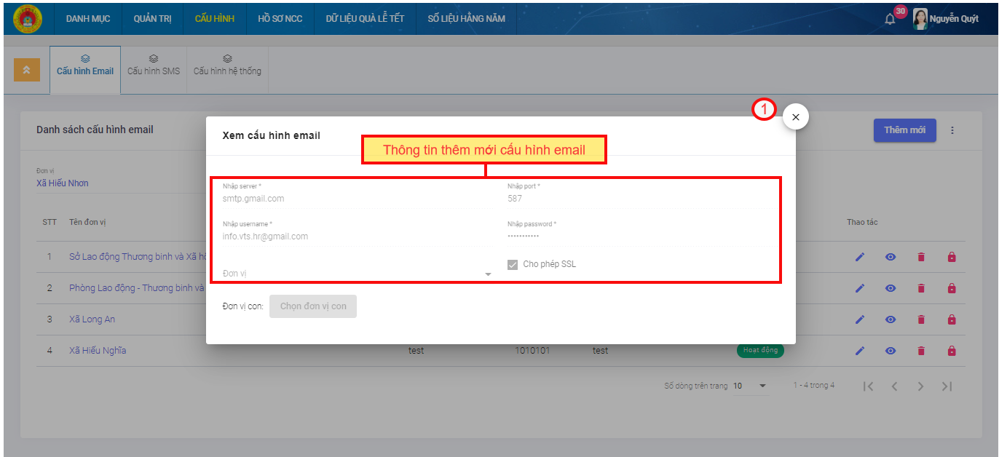 DANH MỤC QUẢN TRỊ CẤU HÌNH HỒ SƠ NCC DỮ LIỆU QUÀ LỄ TẾT SỐ LIỆU HẰNG NĂM 30 Nguyễn Quýt
Cấu hình Email Cấu hình SMS Cấu hình hệ thống
1
Danh sách cấu hình email Thêm mới
Xem cấu hình email
Thông tin thêm mới cấu hình email
Đơn vị
Xã Hiếu Nhơn
Nhập server * Nhập port *
smtp.gmail.com 587
STT Tên đơn vị Thao tác
Nhập username * Nhập password *
info.vts.hr@gmail.com •••••••••••
1 Sở Lao động Thương binh và Xã
Cho phép SSL
Đơn vị
2 Phòng Lao động - Thương binh và
Đơn vị con: Chọn đơn vị con
3 Xã Long An
4 Xã Hiếu Nghĩa test 1010101 test Hoạt động
Số dòng trên trang 10 1 - 4 trong 4